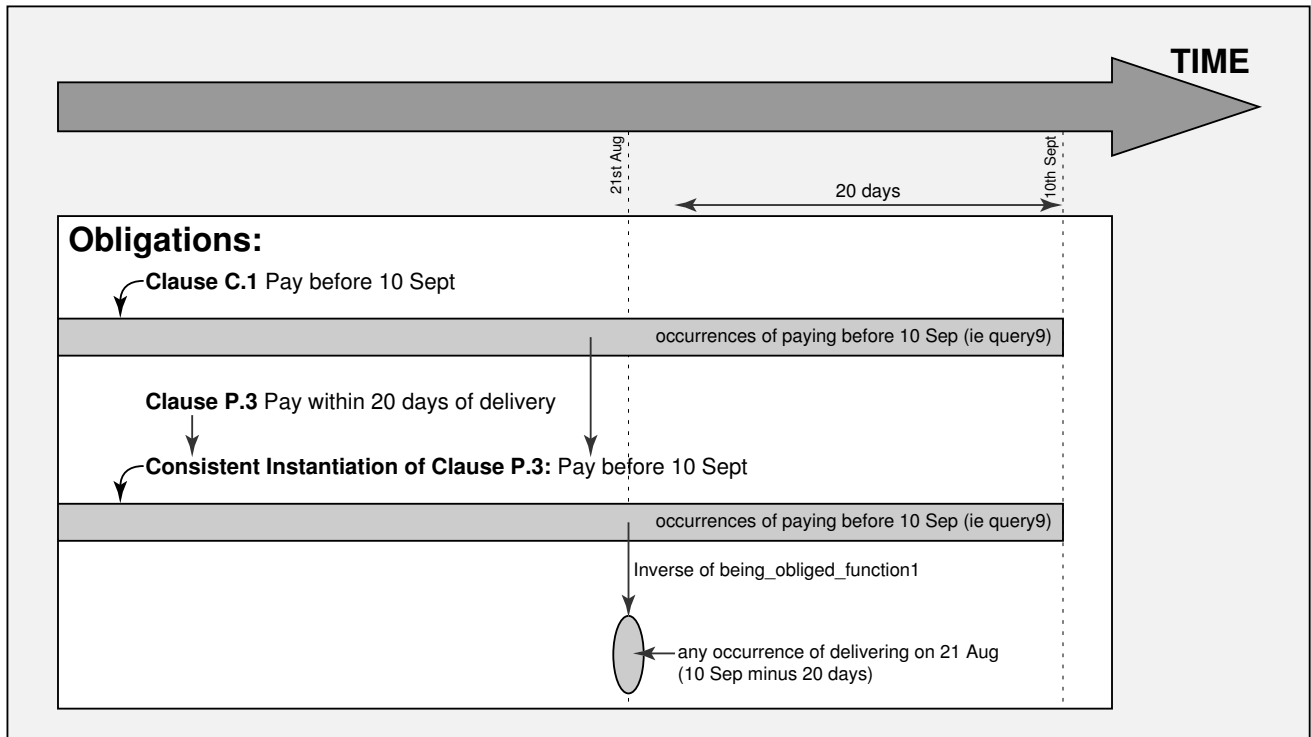 TIME
21st Aug
10th Sept
20 days
Obligations:
Clause C.1 Pay before 10 Sept
occurrences of paying before 10 Sep (ie query9)
Clause P.3 Pay within 20 days of delivery
Consistent Instantiation of Clause P.3: Pay before 10 Sept
occurrences of paying before 10 Sep (ie query9)
Inverse of being_obliged_function1
any occurrence of delivering on 21 Aug
(10 Sep minus 20 days)